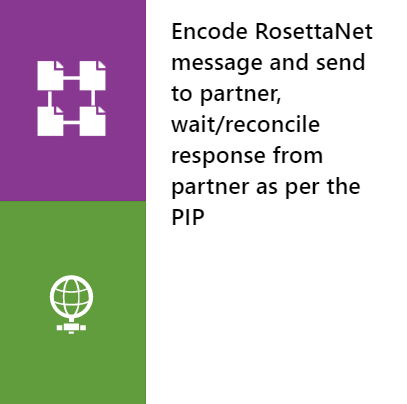 Encode RosettaNet
message and send
to partner,
wait/reconcile
response from
partner as per the
PIP